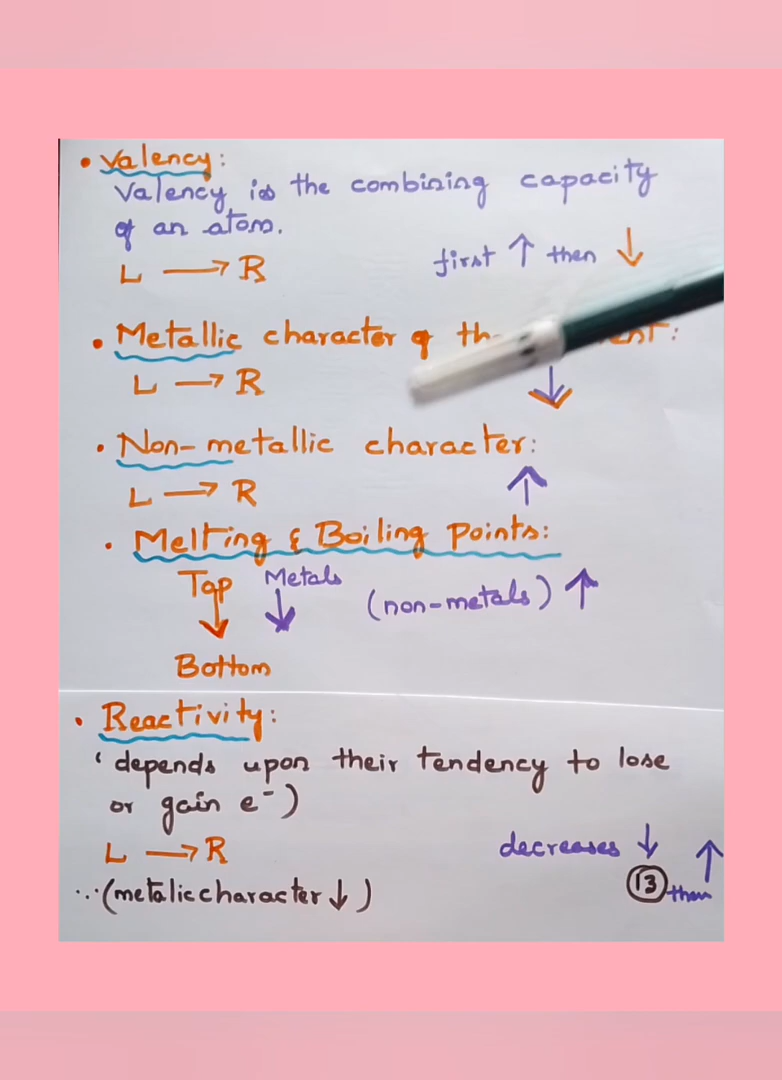 • Valency:
Valency is the combining capacity
of an atom.
L → R first ↑ then ↓
• Metallic character of
L → R ↓
• Non-metallic character:
L → R ↑
• Melting & Boiling Points:
Top Metals
↓ ↓ (non-metals) ↑
Bottom
• Reactivity:
‘depends upon their tendency to lose
or gain e⁻)
L → R decreases ↓ ↑
∴ (metalic character ↓) 13 then